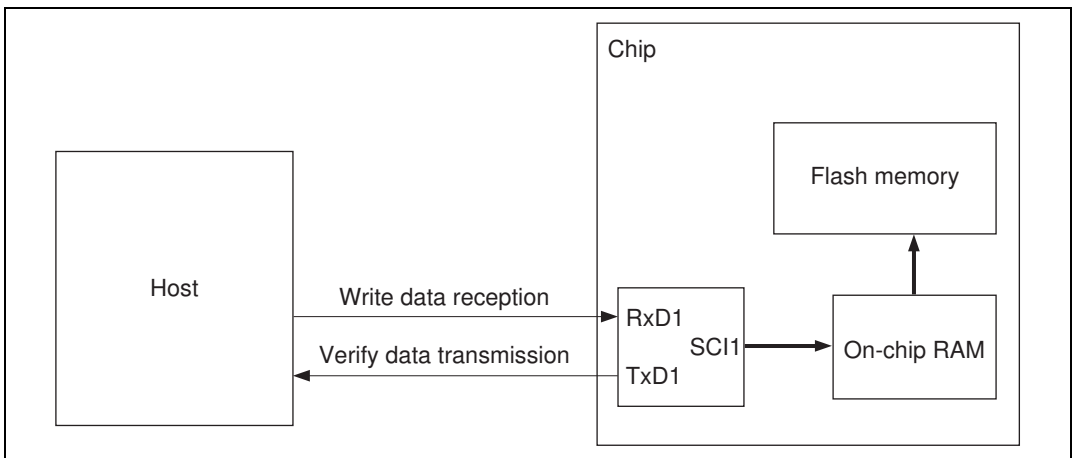 Chip
Flash memory
Host
Write data reception
RxD1
SCI1
On-chip RAM
Verify data transmission
TxD1